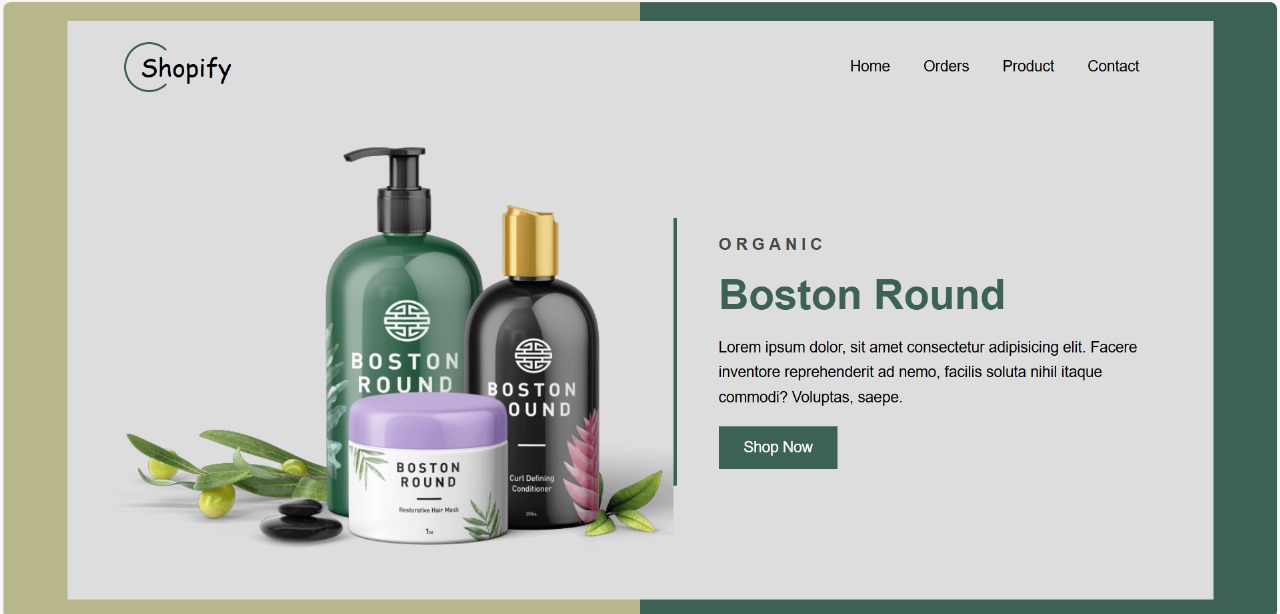 Shopify
Home Orders Product Contact
ORGANIC
Boston Round
Lorem ipsum dolor, sit amet consectetur adipisicing elit. Facere
inventore reprehenderit ad nemo, facilis soluta nihil itaque
commodi? Voluptas, saepe.
Shop Now
BOSTON
ROUND
BOSTON
OUND
Curl Defining
Conditioner
BOSTON
ROUND
Restorative Hair Mask
1oz